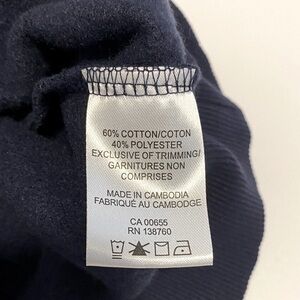 60% COTTON/COTON
40% POLYESTER
EXCLUSIVE OF TRIMMING/
GARNITURES NON
COMPRISES
MADE IN CAMBODIA
FABRIQUÉ AU CAMBODGE
CA 00655
RN 138760